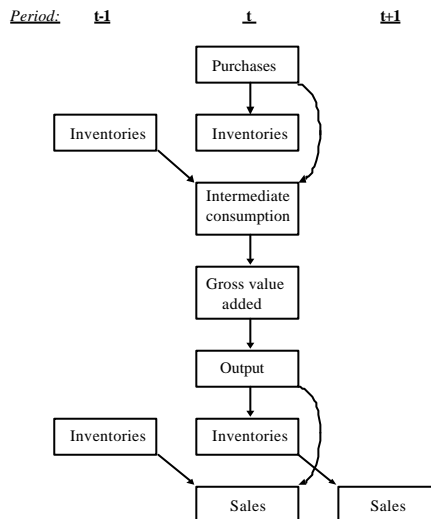 Period: t-1 t t+1
Purchases
Inventories Inventories
Intermediate
consumption
Gross value
added
Output
Inventories Inventories
Sales Sales